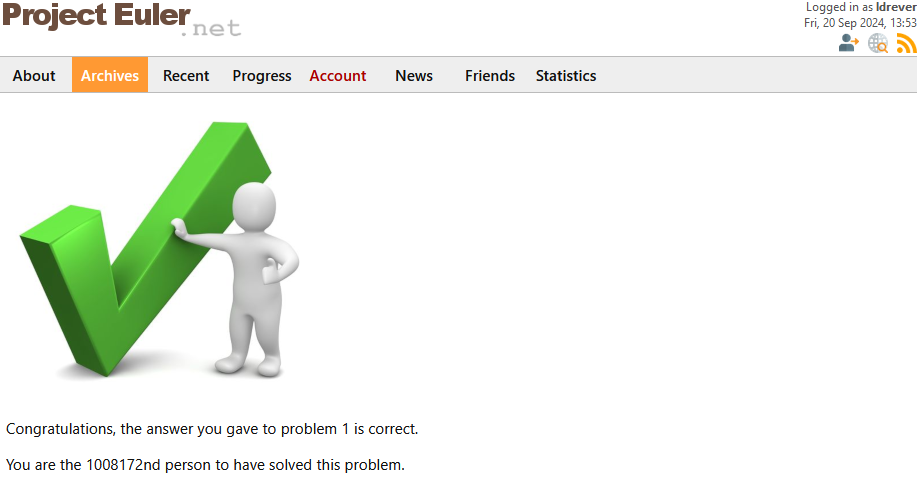 Project Euler.net
Logged in as ldrever
Fri, 20 Sep 2024, 13:53
About Archives Recent Progress Account News Friends Statistics
Congratulations, the answer you gave to problem 1 is correct.
You are the 1008172nd person to have solved this problem.